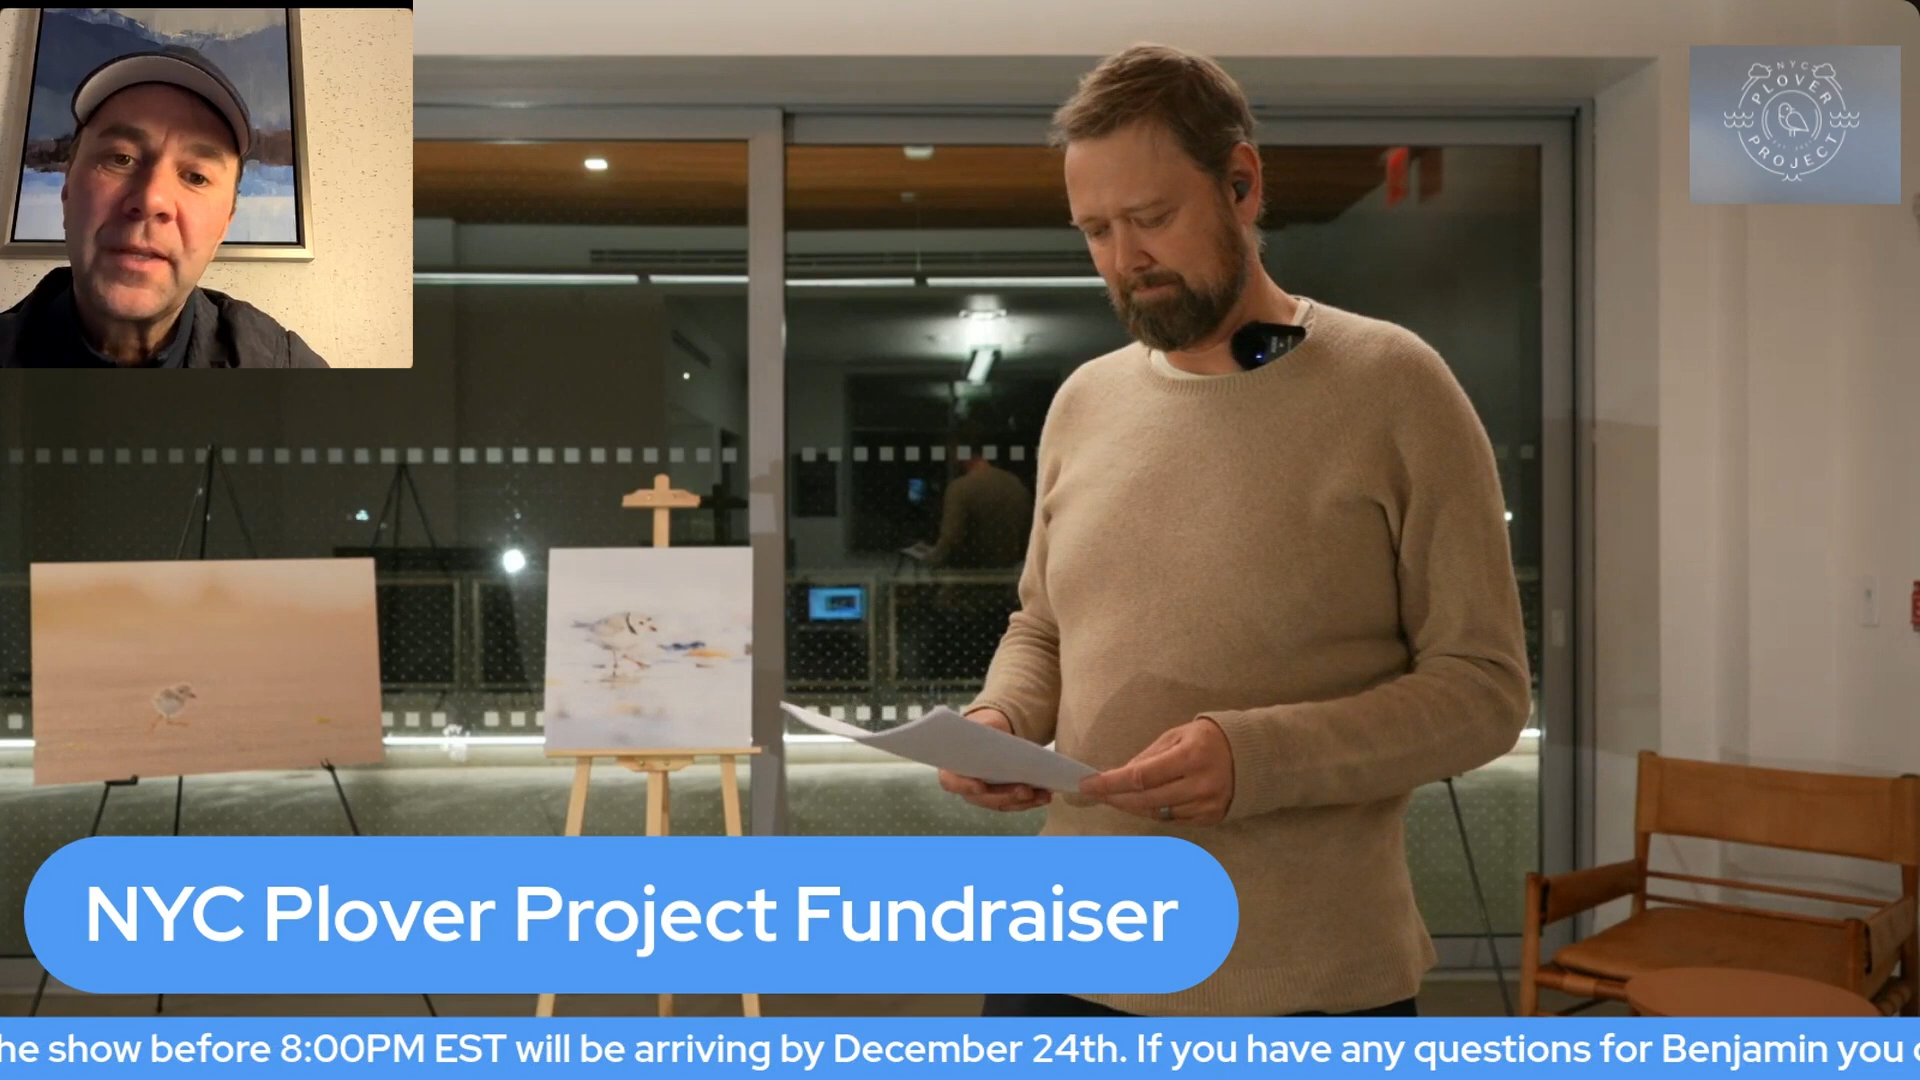 NYC
PLOVER
PROJECT
NYC Plover Project Fundraiser
he show before 8:00PM EST will be arriving by December 24th. If you have any questions for Benjamin you c